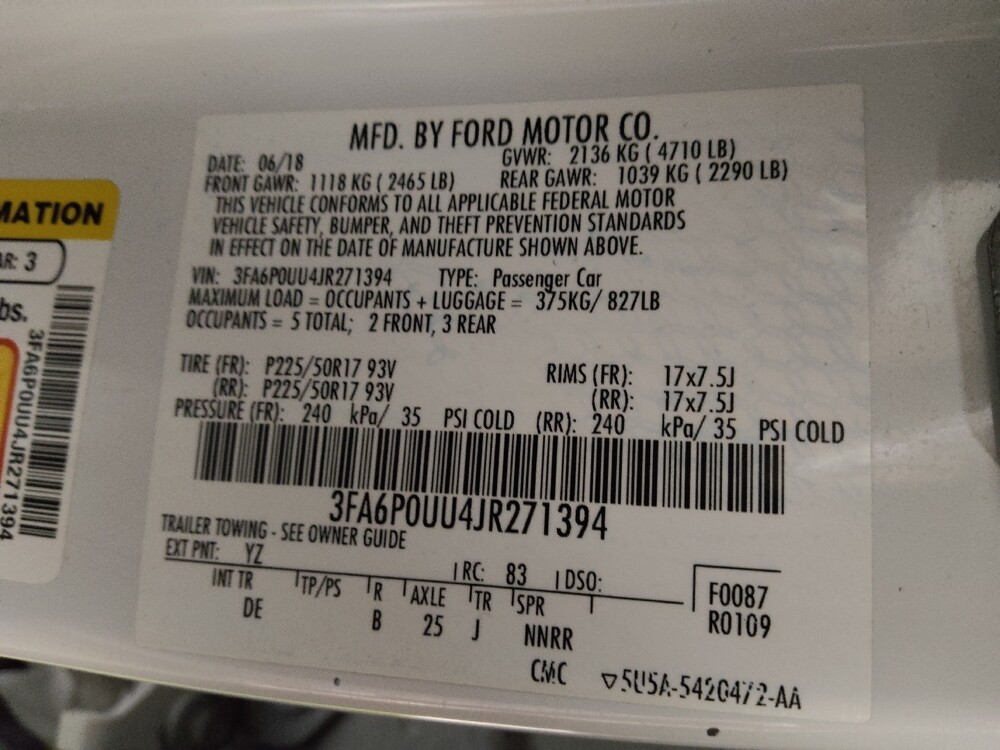 MFD. BY FORD MOTOR CO.
DATE: 06/18 GVWR: 2136 KG ( 4710 LB)
FRONT GAWR: 1118 KG ( 2465 LB) REAR GAWR: 1039 KG ( 2290 LB)
THIS VEHICLE CONFORMS TO ALL APPLICABLE FEDERAL MOTOR
VEHICLE SAFETY, BUMPER, AND THEFT PREVENTION STANDARDS
IN EFFECT ON THE DATE OF MANUFACTURE SHOWN ABOVE.
VIN: 3FA6P0UU4JR271394 TYPE: Passenger Car
MAXIMUM LOAD = OCCUPANTS + LUGGAGE = 375KG/ 827LB
OCCUPANTS = 5 TOTAL; 2 FRONT, 3 REAR
TIRE (FR): P225/50R17 93V RIMS (FR): 17x7.5J
(RR): P225/50R17 93V (RR): 17x7.5J
PRESSURE (FR): 240 kPa/ 35 PSI COLD (RR): 240 kPa/ 35 PSI COLD
3FA6P0UU4JR271394
TRAILER TOWING - SEE OWNER GUIDE
EXT PNT: YZ RC: 83 DSO:
INT TR TP/PS R AXLE TR SPR
DE B 25 J NNRR
F0087
R0109
CMC
▽5U5A-5420472-AA
MATION
AR: 3
bs.
3FA6P0UU4JR271394